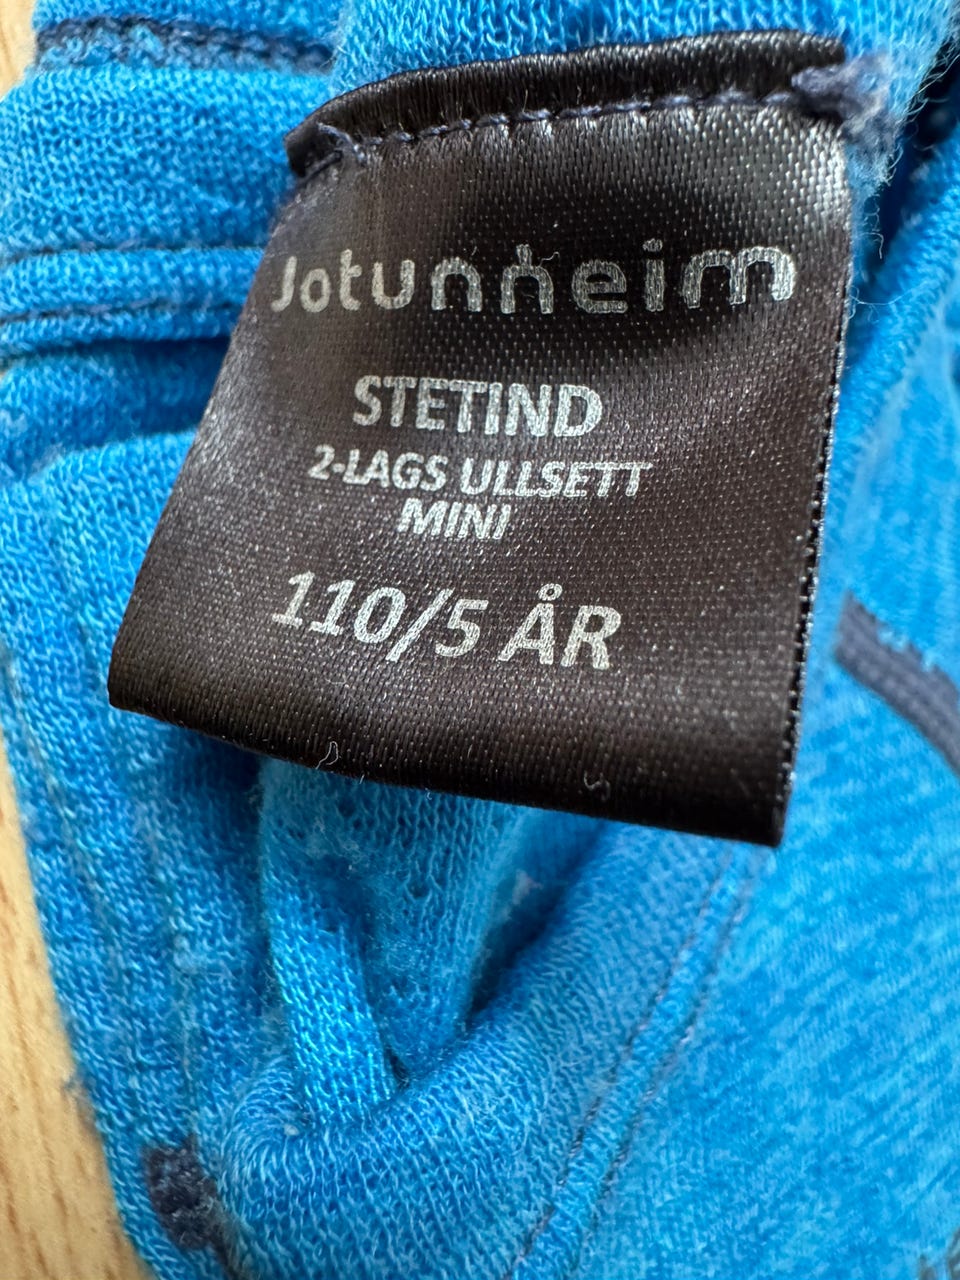 Jotunheim
STETIND
2-LAGS ULLSETT
MINI
110/5 ÅR